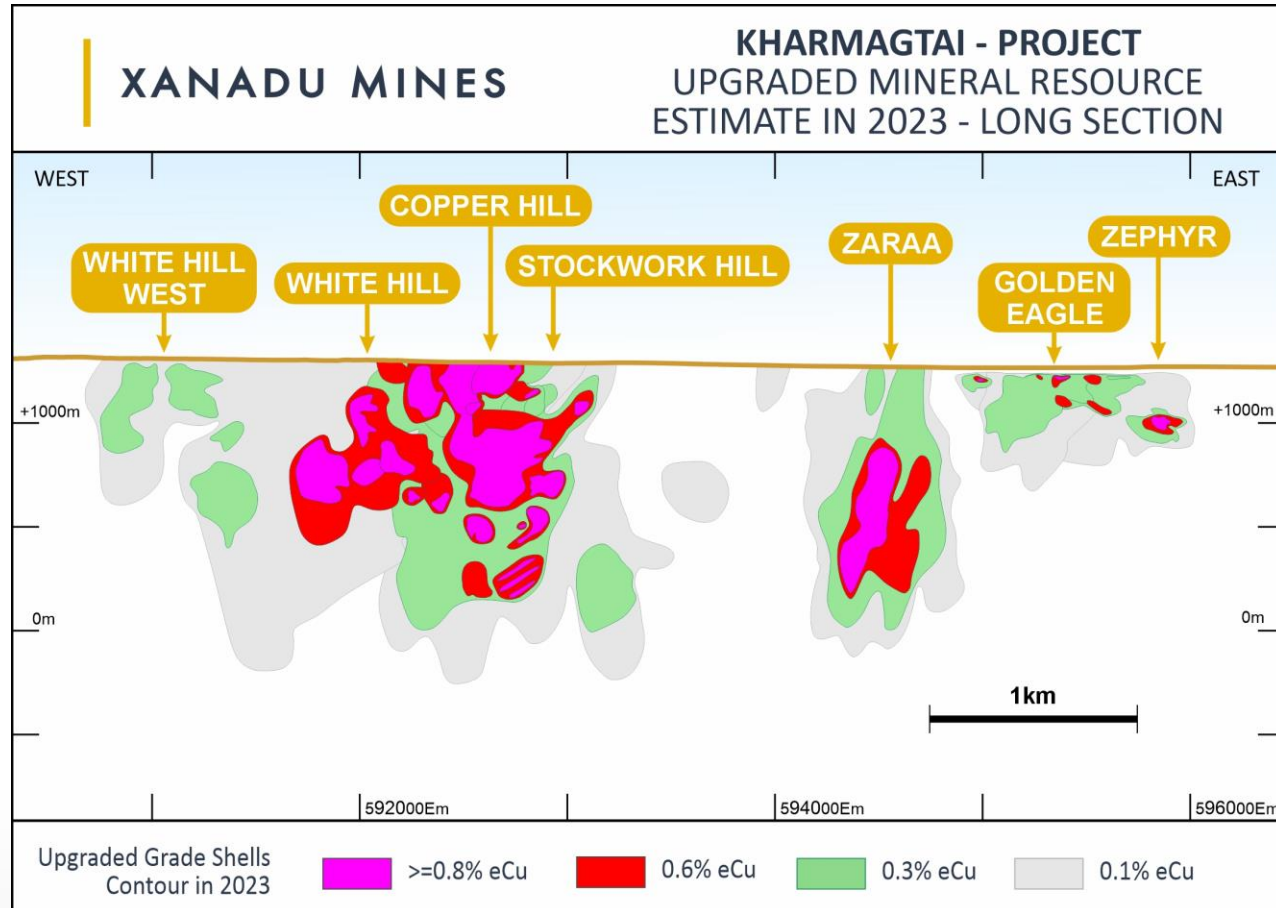 XANADU MINES
KHARMAGTAI - PROJECT
UPGRADED MINERAL RESOURCE
ESTIMATE IN 2023 - LONG SECTION
WEST
EAST
COPPER HILL
WHITE HILL
WEST
WHITE HILL
STOCKWORK HILL
ZARAA
GOLDEN
EAGLE
ZEPHYR
+1000m
+1000m
0m
0m
1km
592000Em
594000Em
596000Em
Upgraded Grade Shells
Contour in 2023
>=0.8% eCu
0.6% eCu
0.3% eCu
0.1% eCu